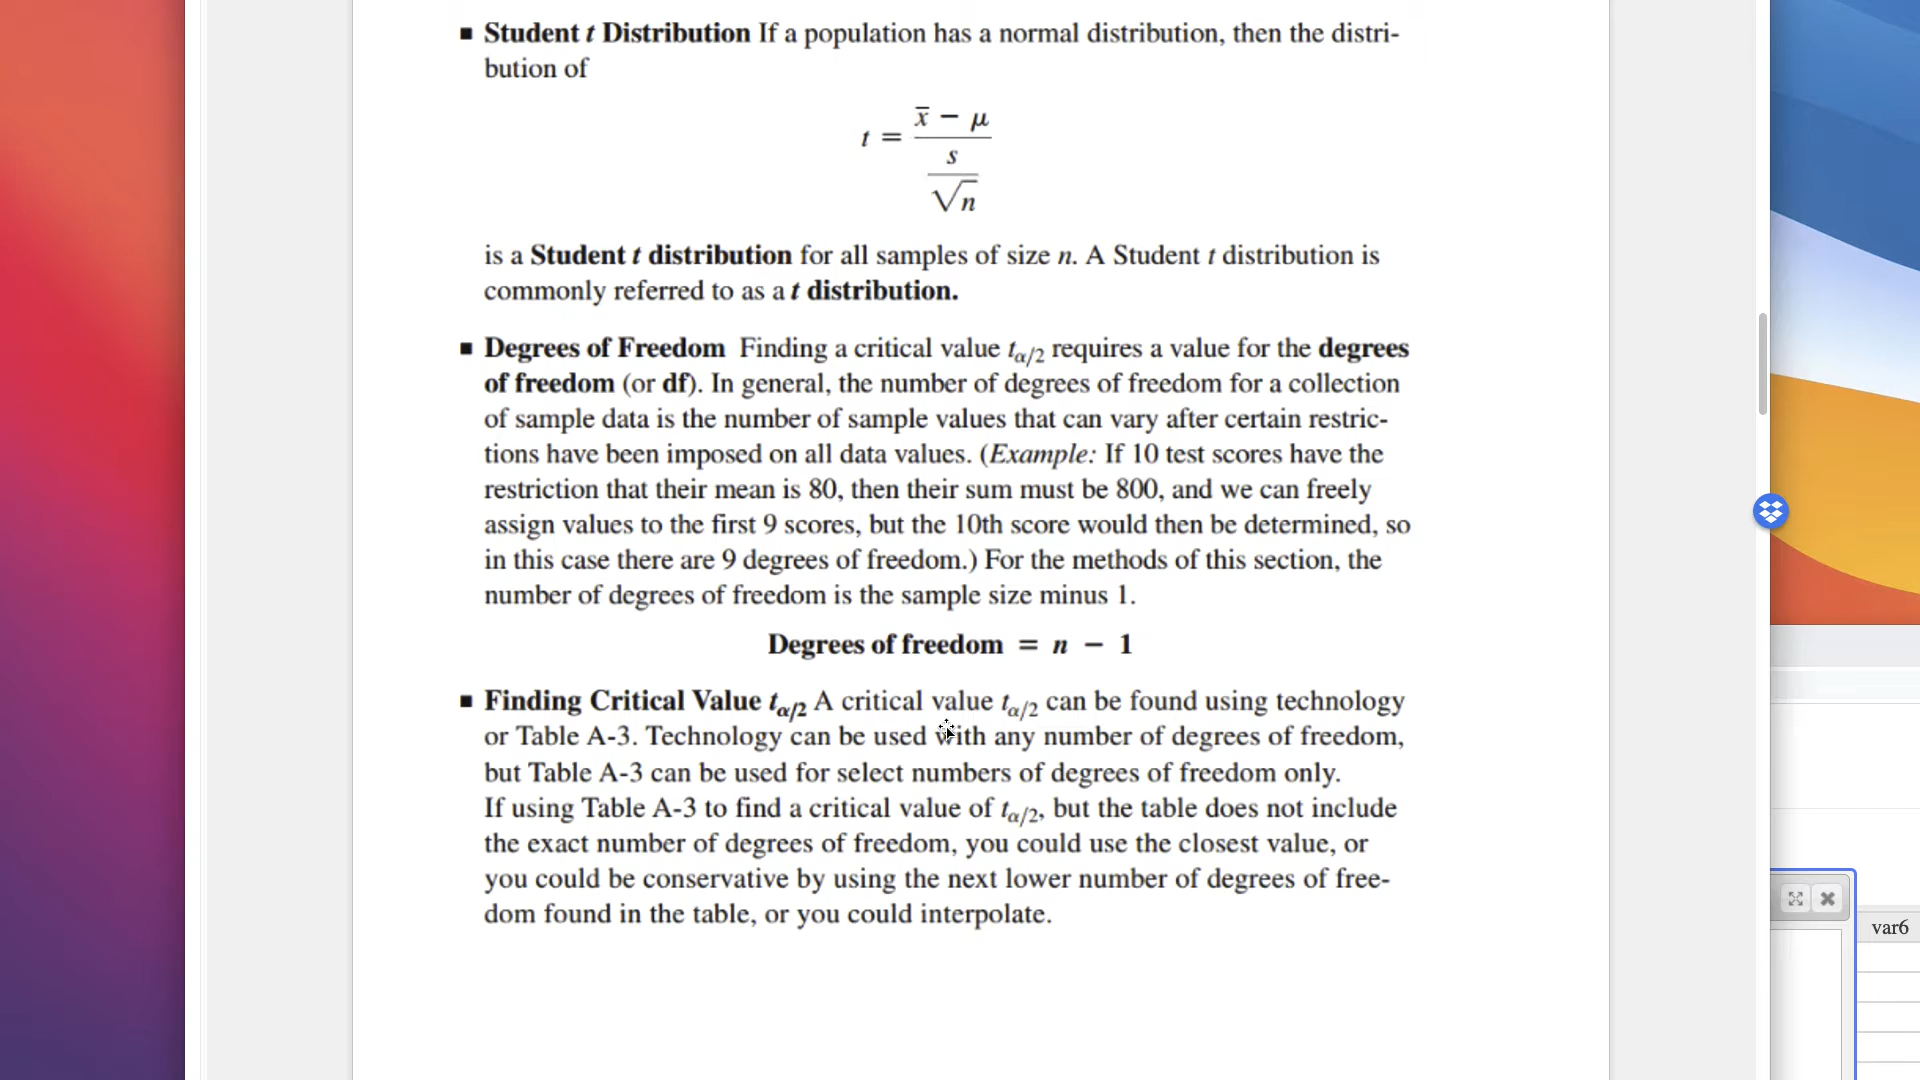 ▪ Student t Distribution If a population has a normal distribution, then the distri-
bution of
t = (x̄ − μ) / (s / √n)
is a Student t distribution for all samples of size n. A Student t distribution is
commonly referred to as a t distribution.
▪ Degrees of Freedom Finding a critical value tα/2 requires a value for the degrees
of freedom (or df). In general, the number of degrees of freedom for a collection
of sample data is the number of sample values that can vary after certain restric-
tions have been imposed on all data values. (Example: If 10 test scores have the
restriction that their mean is 80, then their sum must be 800, and we can freely
assign values to the first 9 scores, but the 10th score would then be determined, so
in this case there are 9 degrees of freedom.) For the methods of this section, the
number of degrees of freedom is the sample size minus 1.
Degrees of freedom = n − 1
▪ Finding Critical Value tα/2 A critical value tα/2 can be found using technology
or Table A-3. Technology can be used with any number of degrees of freedom,
but Table A-3 can be used for select numbers of degrees of freedom only.
If using Table A-3 to find a critical value of tα/2, but the table does not include
the exact number of degrees of freedom, you could use the closest value, or
you could be conservative by using the next lower number of degrees of free-
dom found in the table, or you could interpolate.
var6